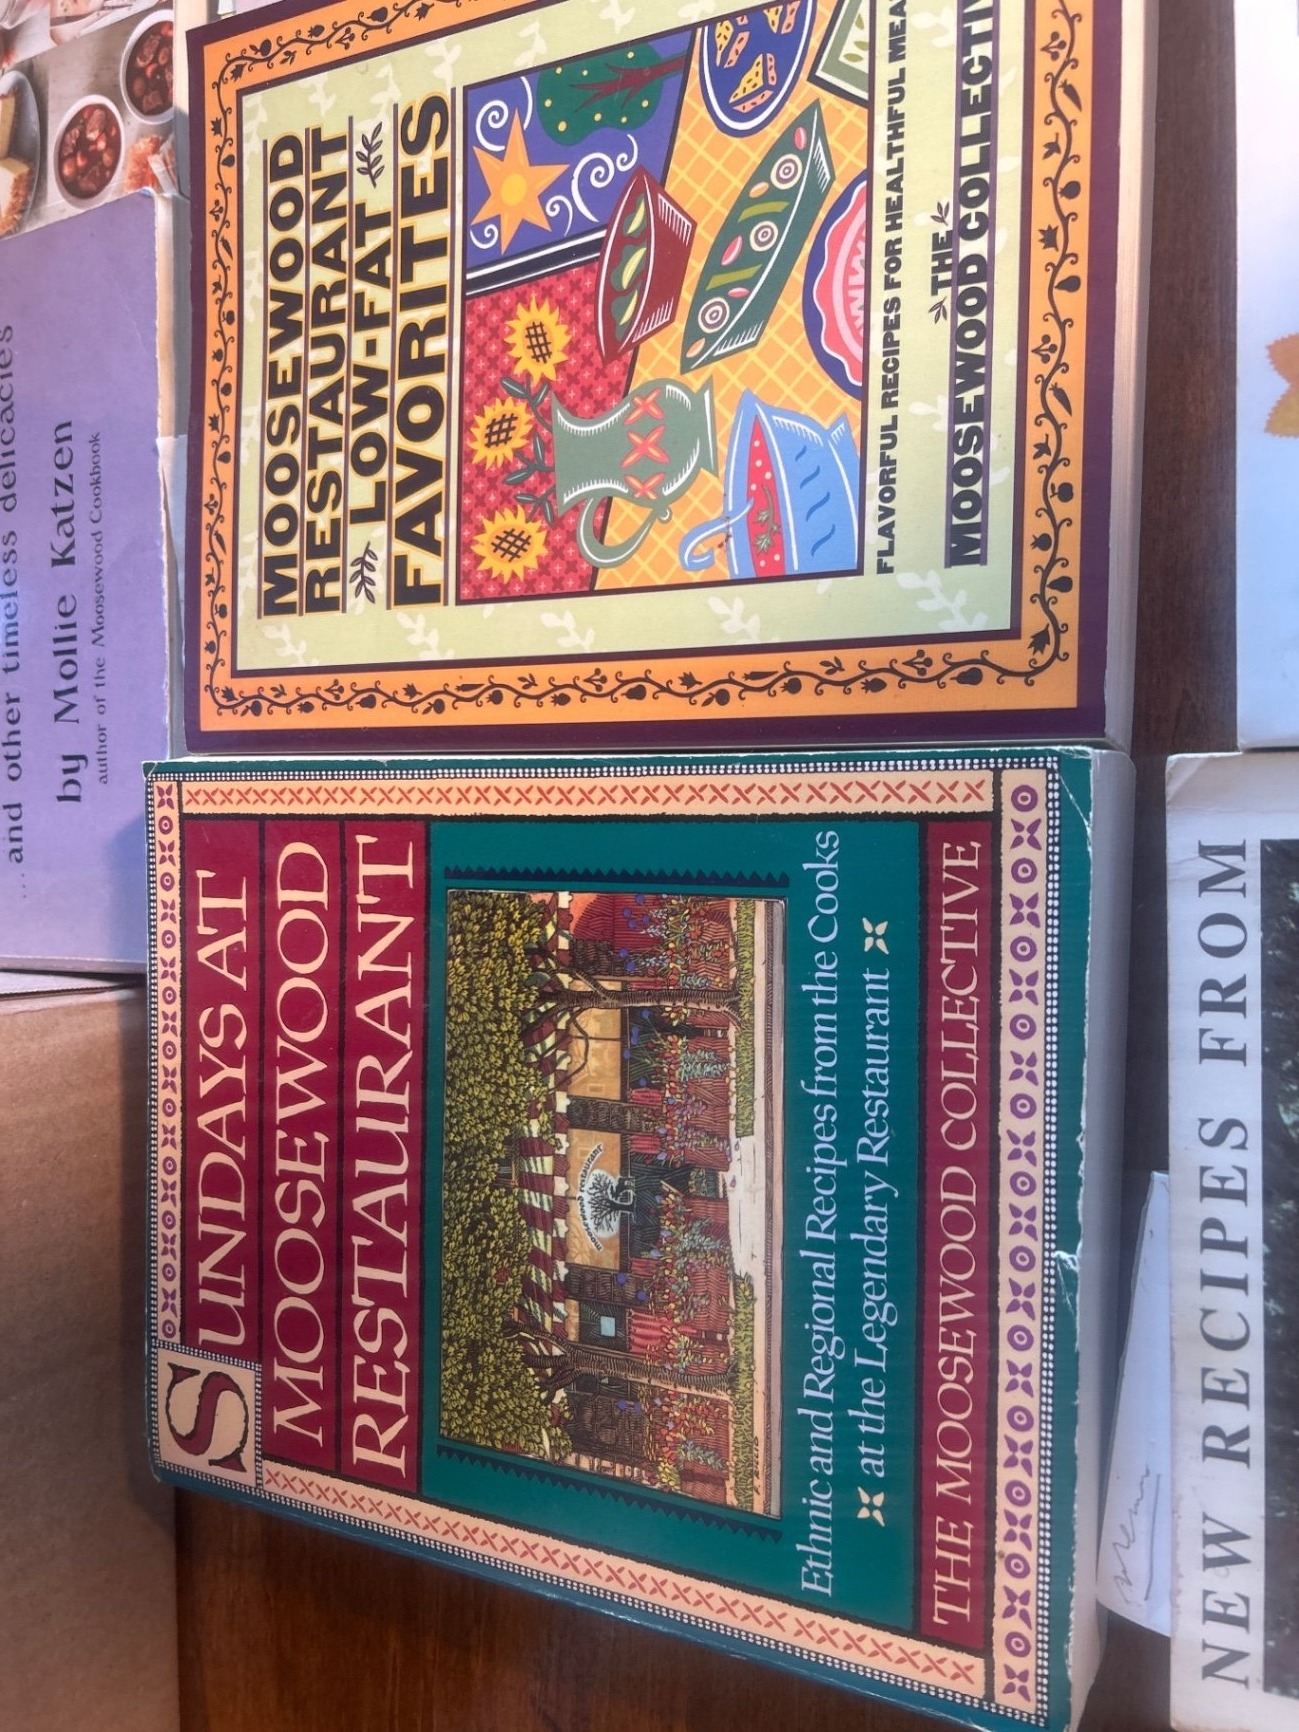 ... and other timeless delicacies
by Mollie Katzen
author of the Moosewood Cookbook
MOOSEWOOD
RESTAURANT
LOW-FAT
FAVORITES
FLAVORFUL RECIPES FOR HEALTHFUL
THE
MOOSEWOOD
SUNDAYS AT
MOOSEWOOD
RESTAURANT
moosewood restaurant
Ethnic and Regional Recipes from the Cooks
at the Legendary Restaurant
THE MOOSEWOOD COLLECTIVE
NEW RECIPES FROM